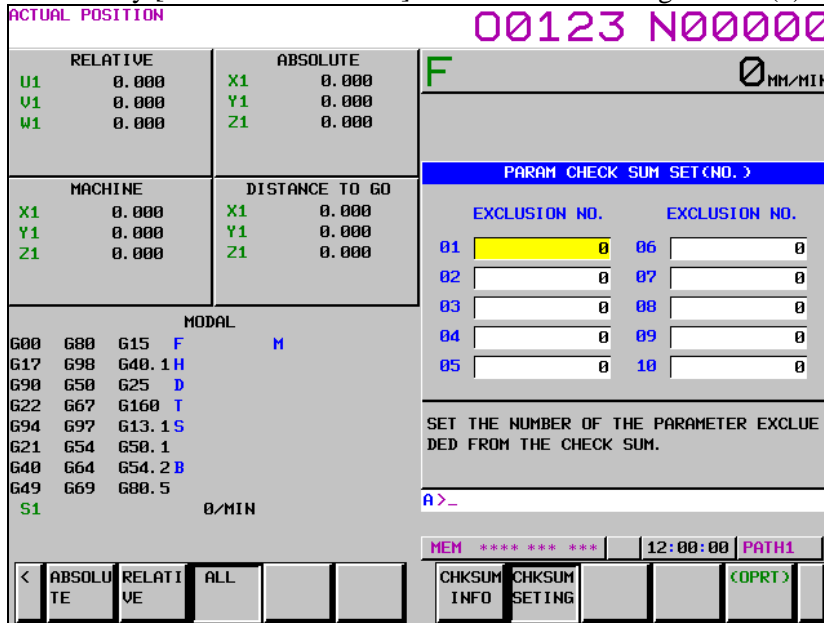 ACTUAL POSITION
O0123 N00000
RELATIVE
U1 0.000
V1 0.000
W1 0.000
ABSOLUTE
X1 0.000
Y1 0.000
Z1 0.000
MACHINE
X1 0.000
Y1 0.000
Z1 0.000
DISTANCE TO GO
X1 0.000
Y1 0.000
Z1 0.000
MODAL
G00 G80 G15 F M
G17 G98 G40.1 H
G90 G50 G25 D
G22 G67 G160 T
G94 G97 G13.1 S
G21 G54 G50.1
G40 G64 G54.2 B
G49 G69 G80.5
S1 0/MIN
F 0 MM/MIN
PARAM CHECK SUM SET(NO.)
EXCLUSION NO. EXCLUSION NO.
01 0 06 0
02 0 07 0
03 0 08 0
04 0 09 0
05 0 10 0
SET THE NUMBER OF THE PARAMETER EXCLUE
DED FROM THE CHECK SUM.
A>_
MEM **** *** *** 12:00:00 PATH1
< ABSOLU RELATI ALL
TE VE
CHKSUM CHKSUM (OPRT)
INFO SETING